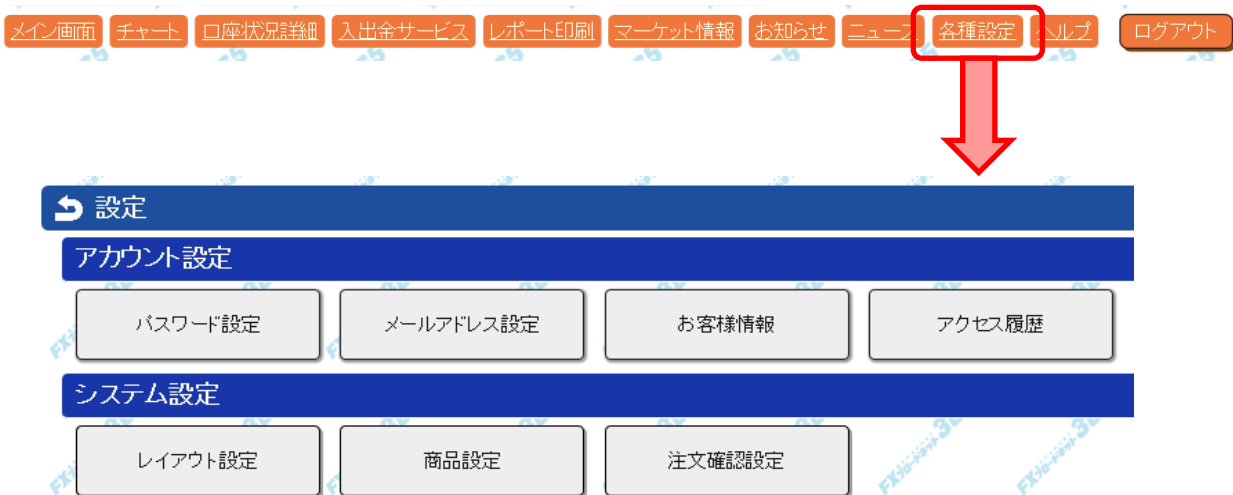 メイン画面 チャート 口座状況詳細 入出金サービス レポート印刷 マーケット情報 お知らせ ニュース 各種設定 ヘルプ ログアウト
設定
アカウント設定
パスワード設定 メールアドレス設定 お客様情報 アクセス履歴
システム設定
レイアウト設定 商品設定 注文確認設定